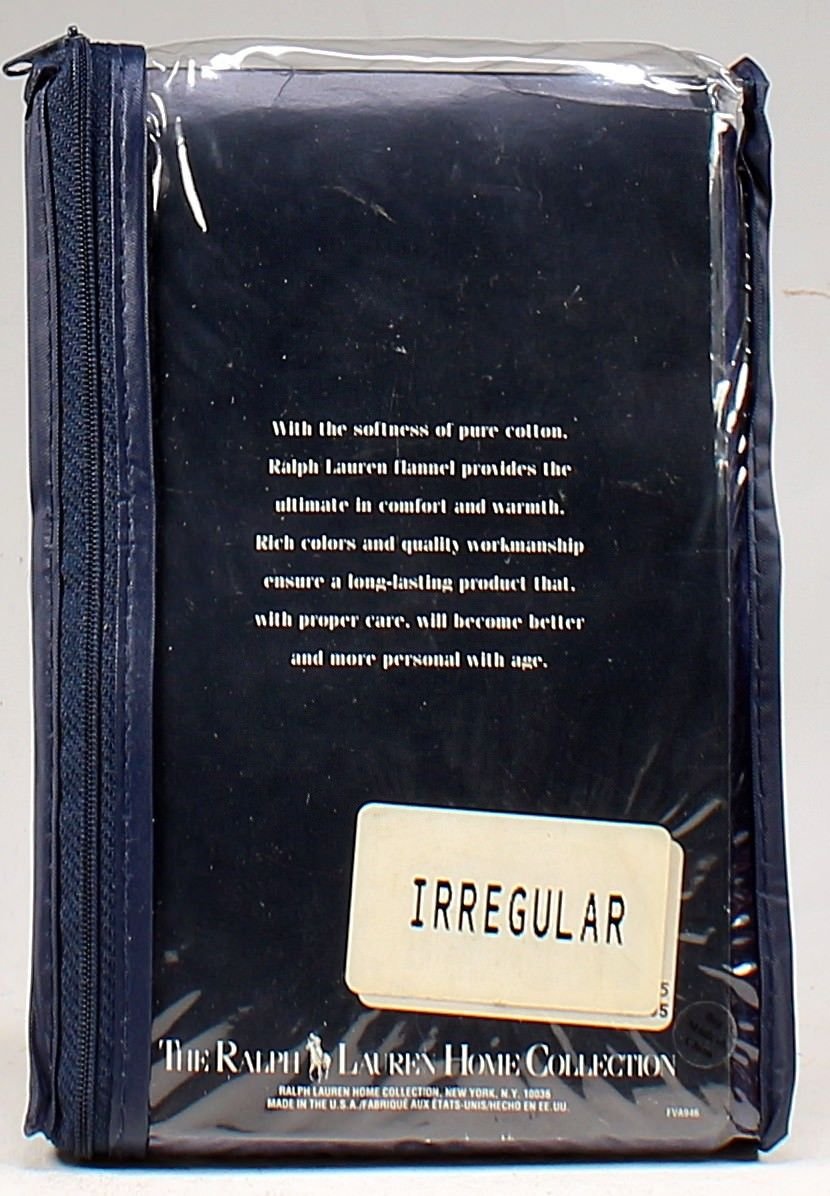 With the softness of pure cotton,
Ralph Lauren flannel provides the
ultimate in comfort and warmth.
Rich colors and quality workmanship
ensure a long-lasting product that,
with proper care, will become better
and more personal with age.
IRREGULAR
5
5
THE RALPH LAUREN HOME COLLECTION
RALPH LAUREN HOME COLLECTION, NEW YORK, N.Y. 10036
MADE IN THE U.S.A./FABRIQUÉ AUX ÉTATS-UNIS/HECHO EN EE.UU.
FVA946